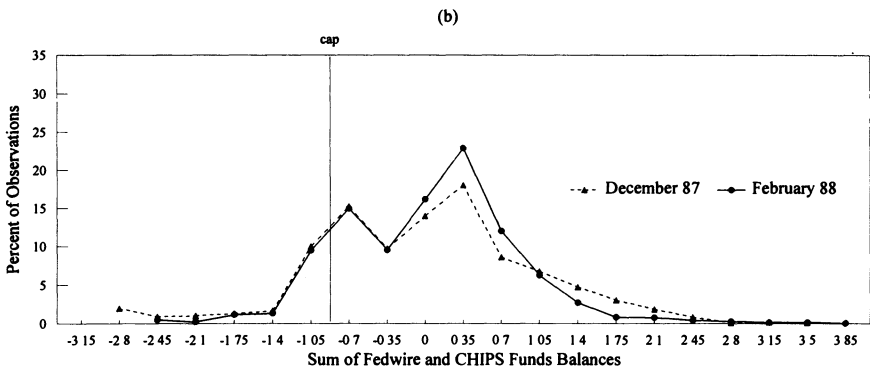 (b)
cap
35
30
25
20
15
10
5
0
Percent of Observations
December 87 February 88
-3 15 -2 8 -2 45 -2 1 -1 75 -1 4 -1 05 -0 7 -0 35 0 0 35 0 7 1 05 1 4 1 75 2 1 2 45 2 8 3 15 3 5 3 85
Sum of Fedwire and CHIPS Funds Balances